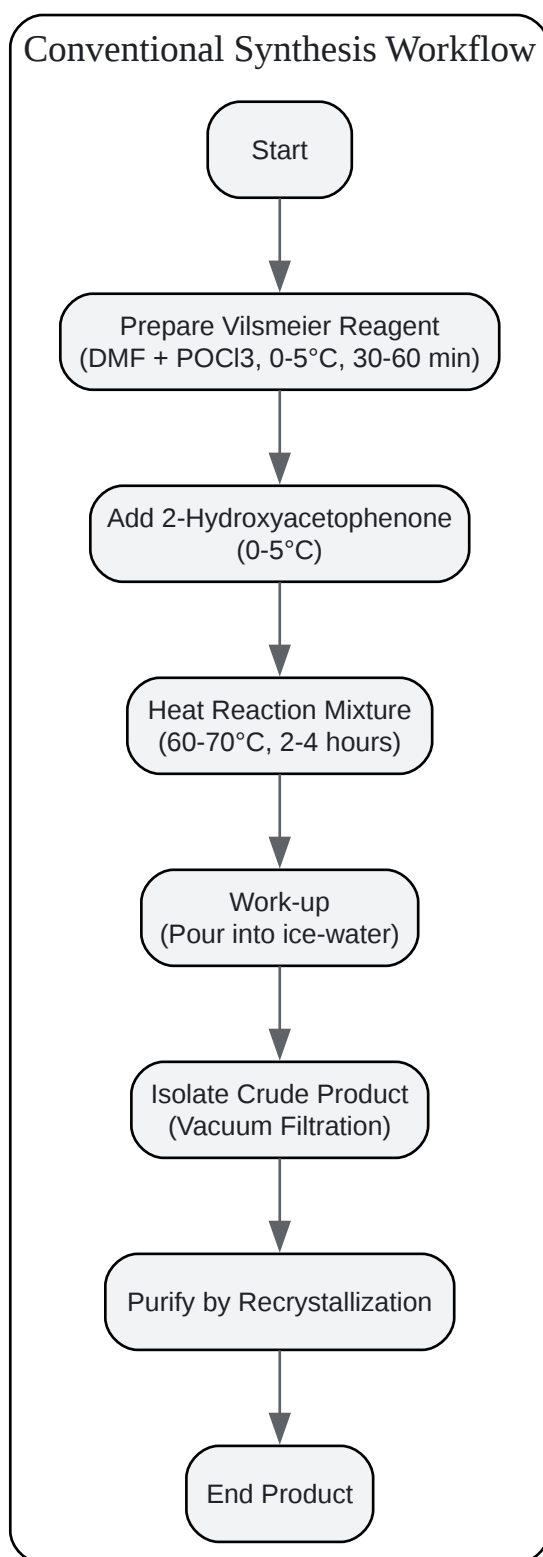 Conventional Synthesis Workflow
Start
Prepare Vilsmeier Reagent
(DMF + POCl3, 0-5°C, 30-60 min)
Add 2-Hydroxyacetophenone
(0-5°C)
Heat Reaction Mixture
(60-70°C, 2-4 hours)
Work-up
(Pour into ice-water)
Isolate Crude Product
(Vacuum Filtration)
Purify by Recrystallization
End Product